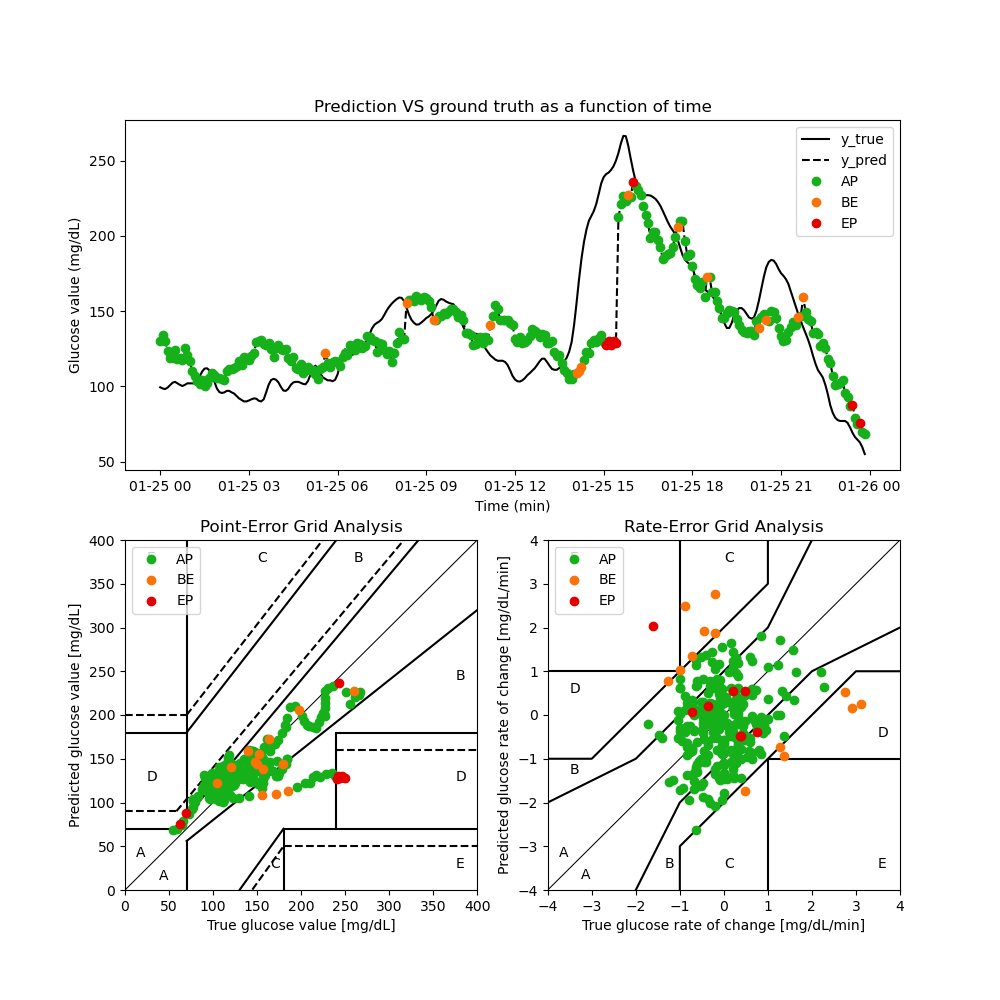 Prediction VS ground truth as a function of time
Glucose value (mg/dL)
250
200
150
100
50
y_true
y_pred
AP
BE
EP
01-25 00 01-25 03 01-25 06 01-25 09 01-25 12 01-25 15 01-25 18 01-25 21 01-26 00
Time (min)
Point-Error Grid Analysis
Predicted glucose value [mg/dL]
400
350
300
250
200
150
100
50
0
AP
BE
EP
C B
B
D D
A
A
C E
0 50 100 150 200 250 300 350 400
True glucose value [mg/dL]
Rate-Error Grid Analysis
Predicted glucose rate of change [mg/dL/min]
4
3
2
1
0
−1
−2
−3
−4
AP
BE
EP
C
D
D
B
A
A
B C E
−4 −3 −2 −1 0 1 2 3 4
True glucose rate of change [mg/dL/min]